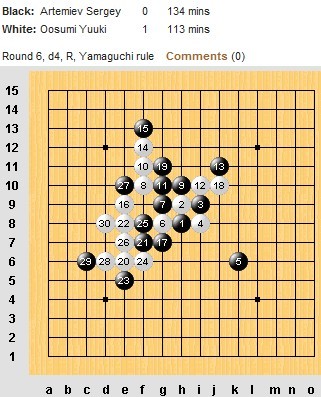 Black: Artemiev Sergey 0 134 mins
White: Oosumi Yuuki 1 113 mins
Round 6, d4, R, Yamaguchi rule Comments (0)
15
14
13 15
12 14
11 10 19 13
10 27 8 11 9 12 18
9 16 7 2 3
8 30 22 25 6 1 4
7 26 21 17
6 29 28 20 24 5
5 23
4
3
2
1
a b c d e f g h i j k l m n o